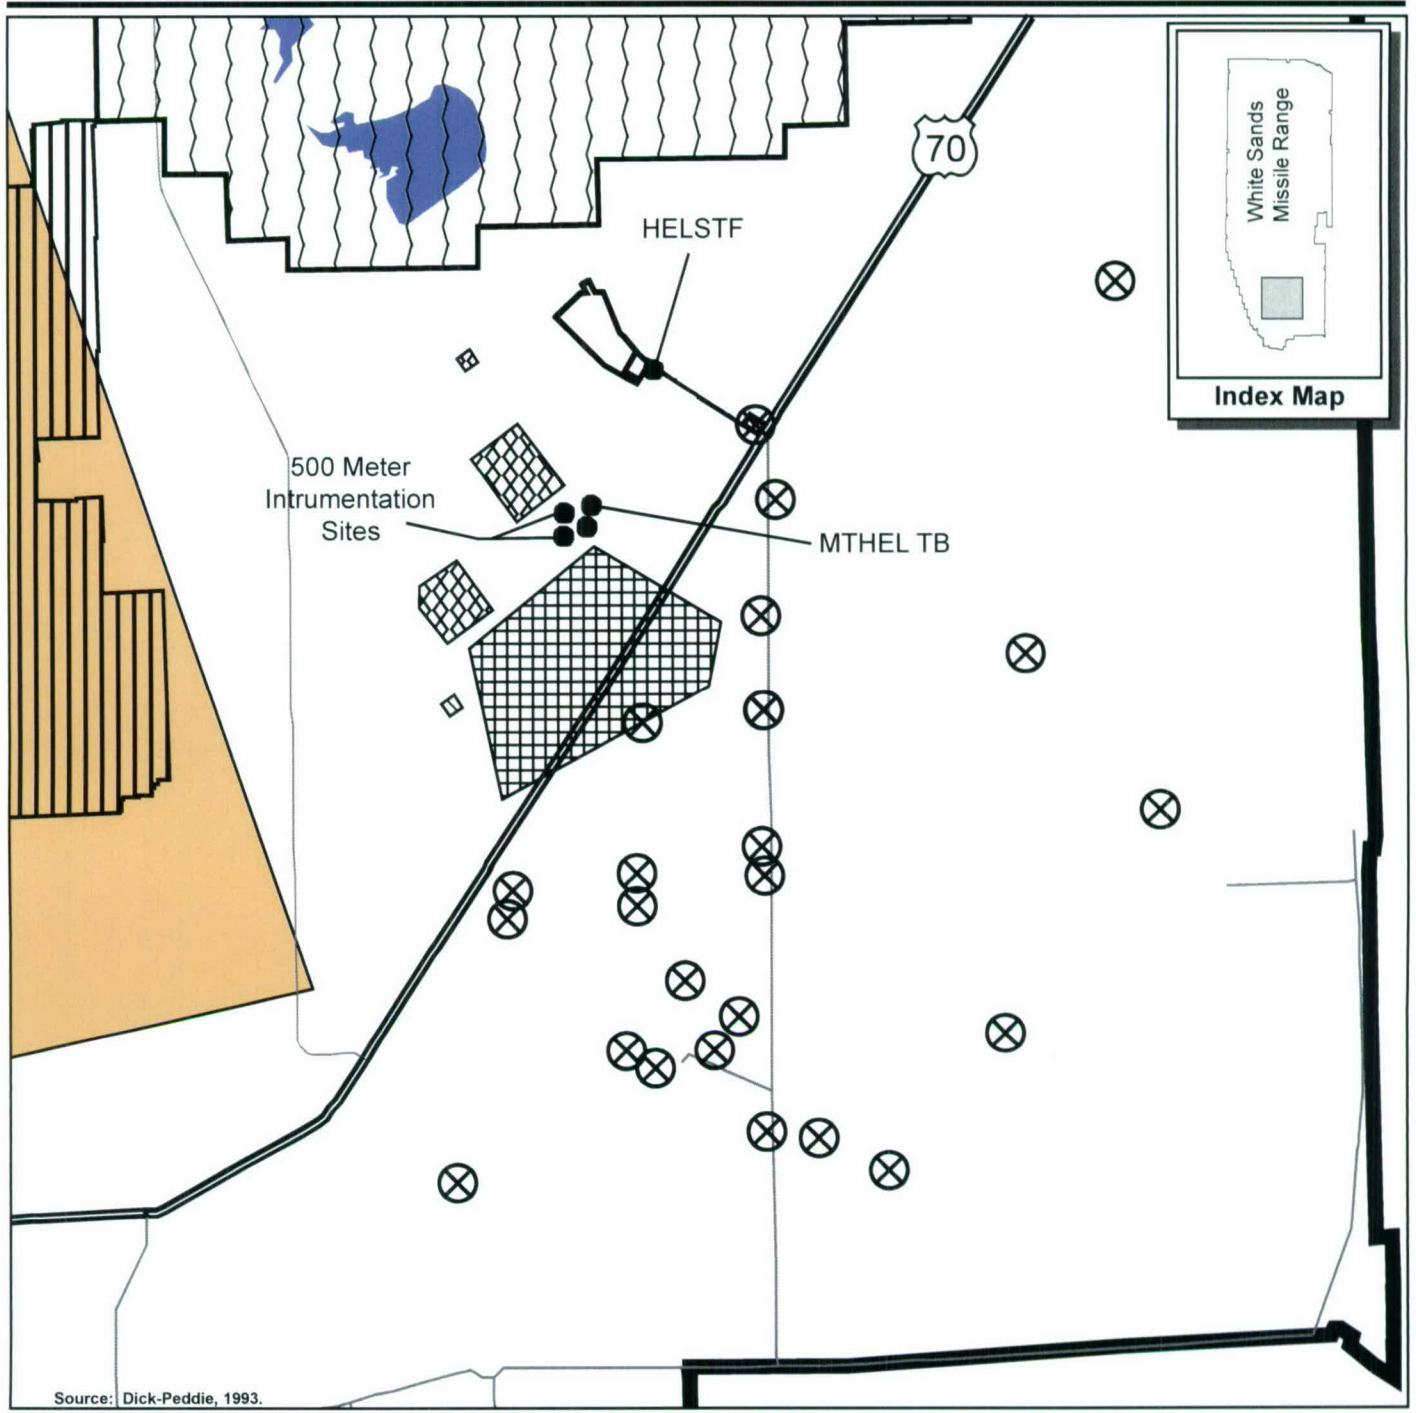 70
White Sands
Missile Range
Index Map
HELSTF
500 Meter
Intrumentation
Sites
MTHEL TB
Source: Dick-Peddie, 1993.